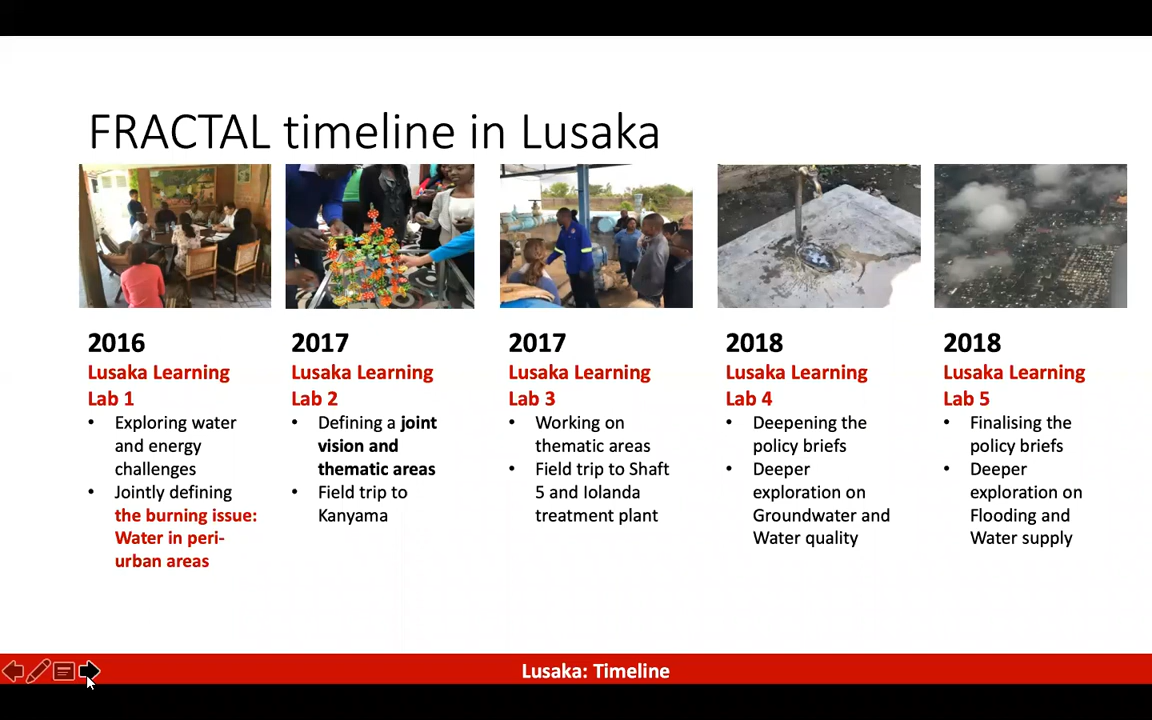 FRACTAL timeline in Lusaka
2016
Lusaka Learning
Lab 1
• Exploring water
and energy
challenges
• Jointly defining
the burning issue:
Water in peri-
urban areas
2017
Lusaka Learning
Lab 2
• Defining a joint
vision and
thematic areas
• Field trip to
Kanyama
2017
Lusaka Learning
Lab 3
• Working on
thematic areas
• Field trip to Shaft
5 and Iolanda
treatment plant
2018
Lusaka Learning
Lab 4
• Deepening the
policy briefs
• Deeper
exploration on
Groundwater and
Water quality
2018
Lusaka Learning
Lab 5
• Finalising the
policy briefs
• Deeper
exploration on
Flooding and
Water supply
Lusaka: Timeline